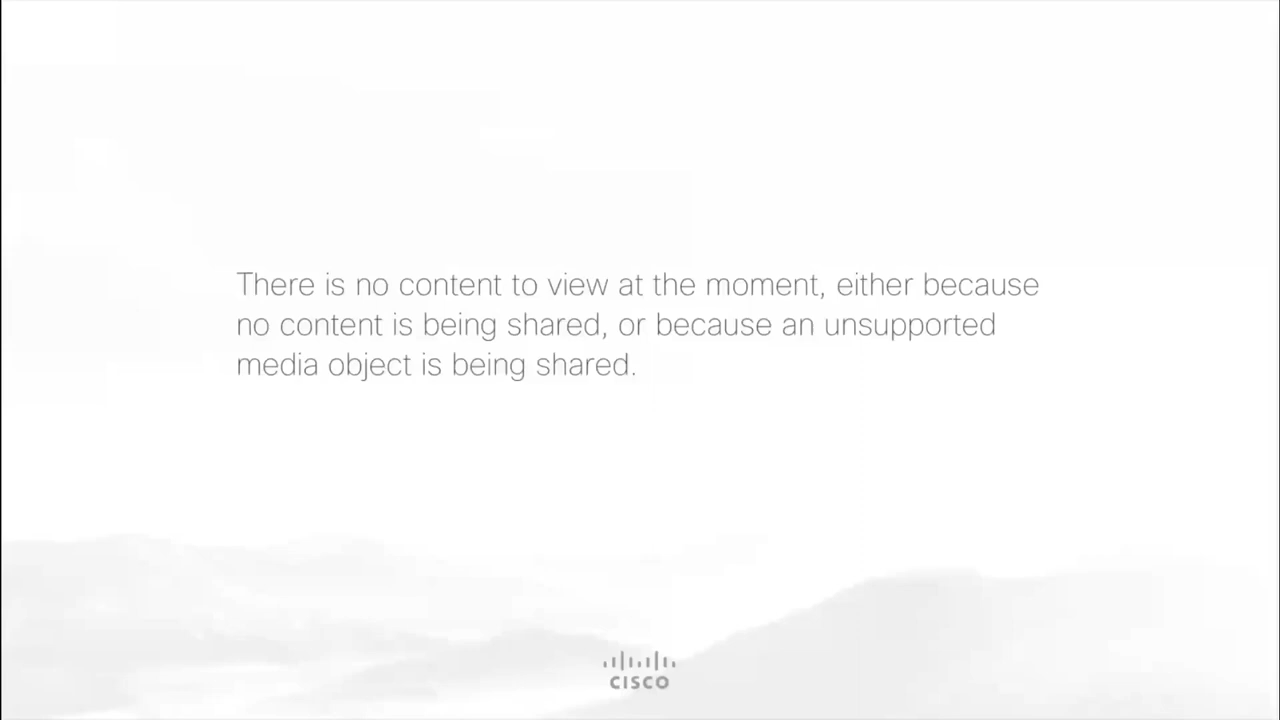 There is no content to view at the moment, either because
no content is being shared, or because an unsupported
media object is being shared.
CISCO